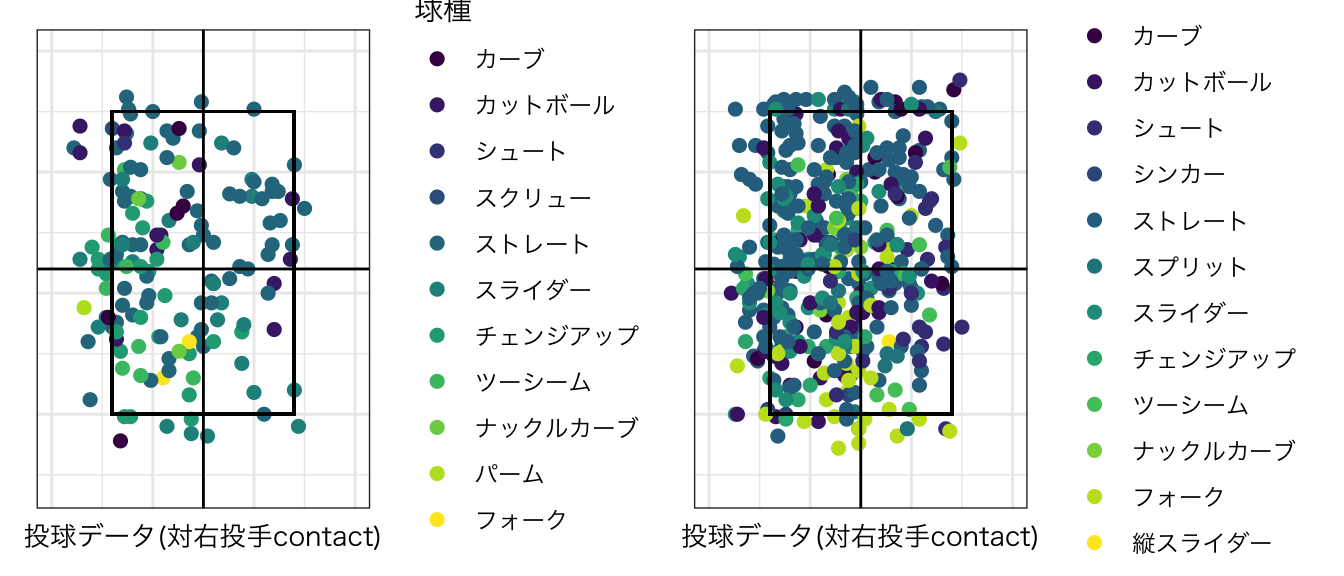 球種
カーブ
カットボール
シュート
スクリュー
ストレート
スライダー
チェンジアップ
ツーシーム
ナックルカーブ
パーム
フォーク
投球データ(対右投手contact)
カーブ
カットボール
シュート
シンカー
ストレート
スプリット
スライダー
チェンジアップ
ツーシーム
ナックルカーブ
フォーク
縦スライダー
投球データ(対右投手contact)